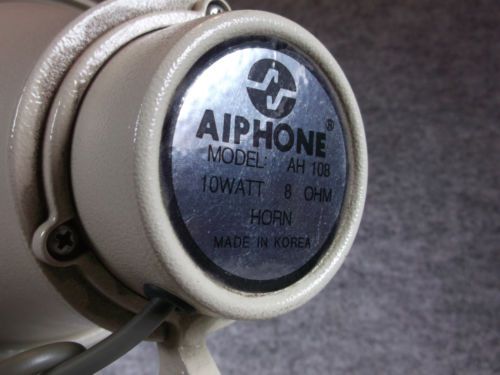 AIPHONE®
MODEL: AH 108
10WATT 8 OHM
HORN
MADE IN KOREA